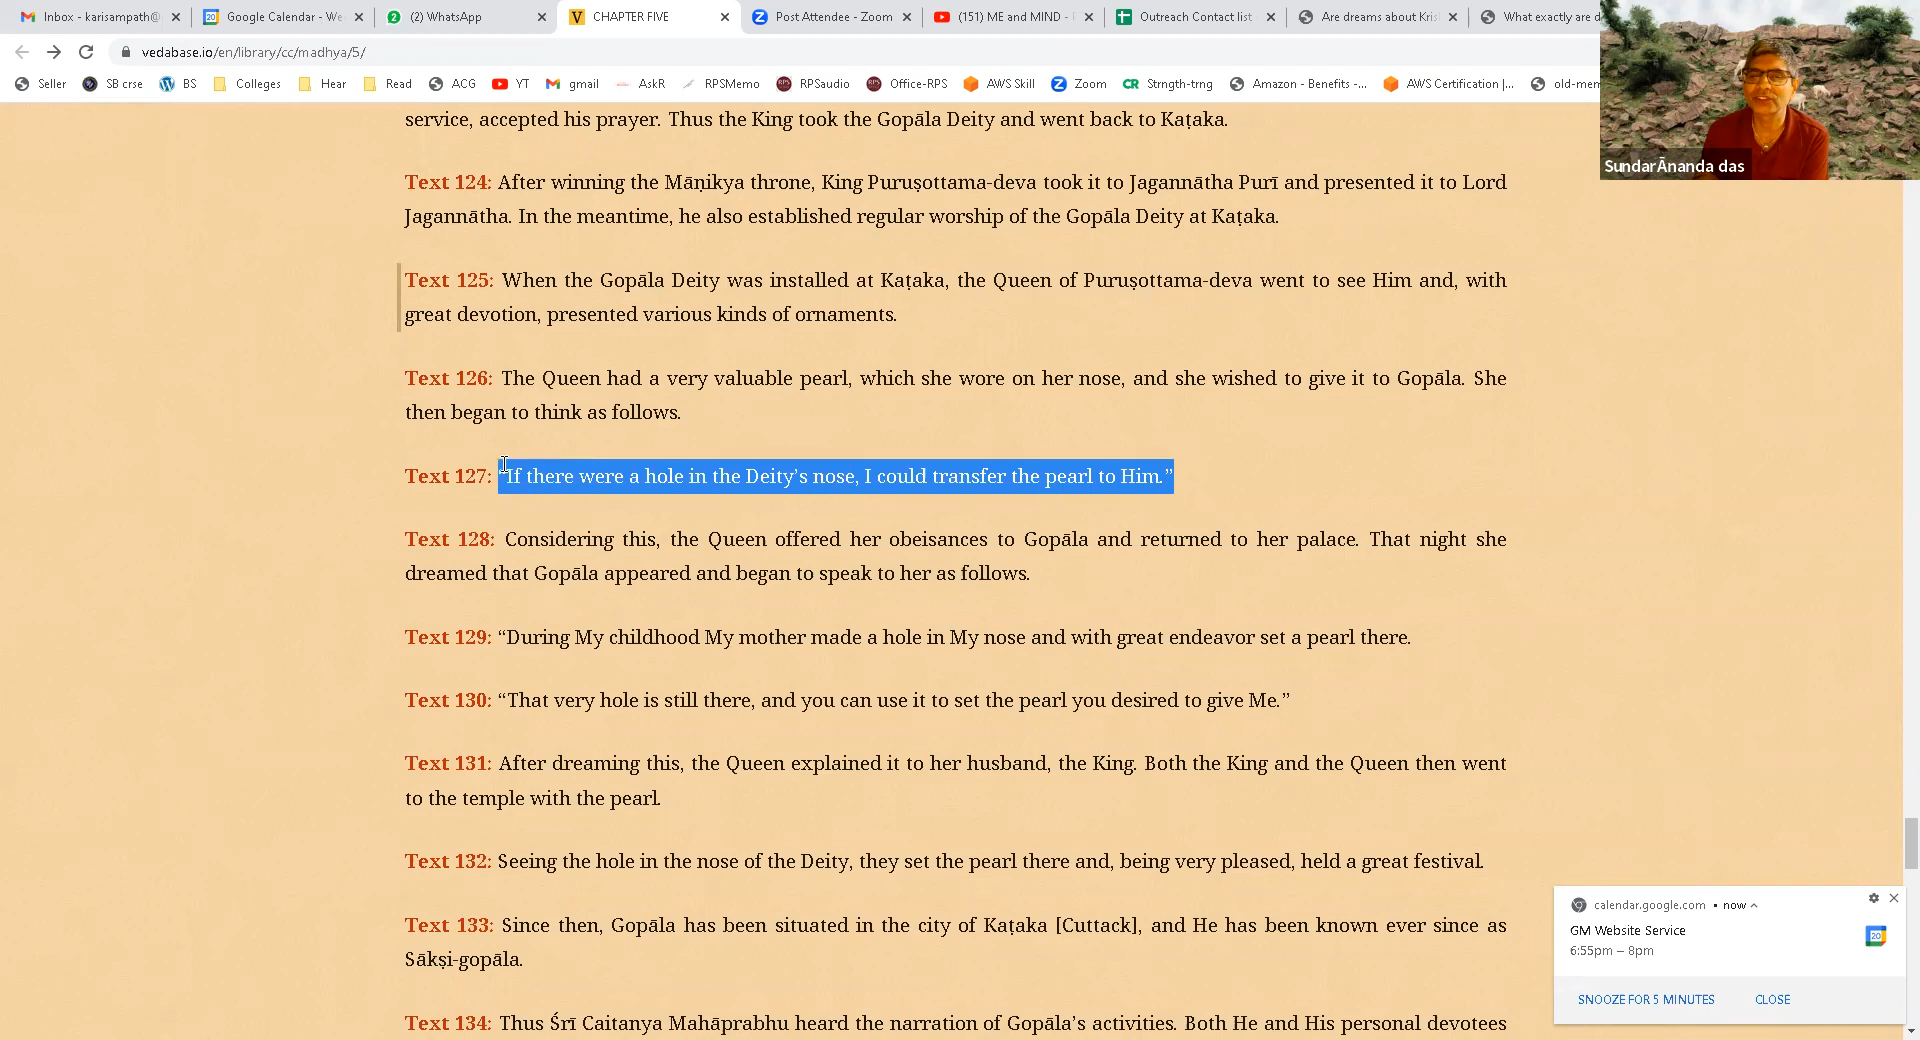 Inbox - karisampath@
Google Calendar - We
(2) WhatsApp
CHAPTER FIVE
Post Attendee - Zoom
(151) ME and MIND -
Outreach Contact list
Are dreams about Kris
What exactly are d
vedabase.io/en/library/cc/madhya/5/
Seller
SB crse
BS
Colleges
Hear
Read
ACG
YT
gmail
AskR
RPSMemo
RPSaudio
Office-RPS
AWS Skill
Zoom
Strngth-trng
Amazon - Benefits -...
AWS Certification |...
old-mem
SundarĀnanda das
service, accepted his prayer. Thus the King took the Gopāla Deity and went back to Kaṭaka.
Text 124: After winning the Māṇikya throne, King Puruṣottama-deva took it to Jagannātha Purī and presented it to Lord
Jagannātha. In the meantime, he also established regular worship of the Gopāla Deity at Kaṭaka.
Text 125: When the Gopāla Deity was installed at Kaṭaka, the Queen of Puruṣottama-deva went to see Him and, with
great devotion, presented various kinds of ornaments.
Text 126: The Queen had a very valuable pearl, which she wore on her nose, and she wished to give it to Gopāla. She
then began to think as follows.
Text 127: “If there were a hole in the Deity’s nose, I could transfer the pearl to Him.”
Text 128: Considering this, the Queen offered her obeisances to Gopāla and returned to her palace. That night she
dreamed that Gopāla appeared and began to speak to her as follows.
Text 129: “During My childhood My mother made a hole in My nose and with great endeavor set a pearl there.
Text 130: “That very hole is still there, and you can use it to set the pearl you desired to give Me.”
Text 131: After dreaming this, the Queen explained it to her husband, the King. Both the King and the Queen then went
to the temple with the pearl.
Text 132: Seeing the hole in the nose of the Deity, they set the pearl there and, being very pleased, held a great festival.
Text 133: Since then, Gopāla has been situated in the city of Kaṭaka [Cuttack], and He has been known ever since as
Sākṣi-gopāla.
Text 134: Thus Śrī Caitanya Mahāprabhu heard the narration of Gopāla’s activities. Both He and His personal devotees
calendar.google.com • now
GM Website Service
6:55pm – 8pm
20
SNOOZE FOR 5 MINUTES
CLOSE